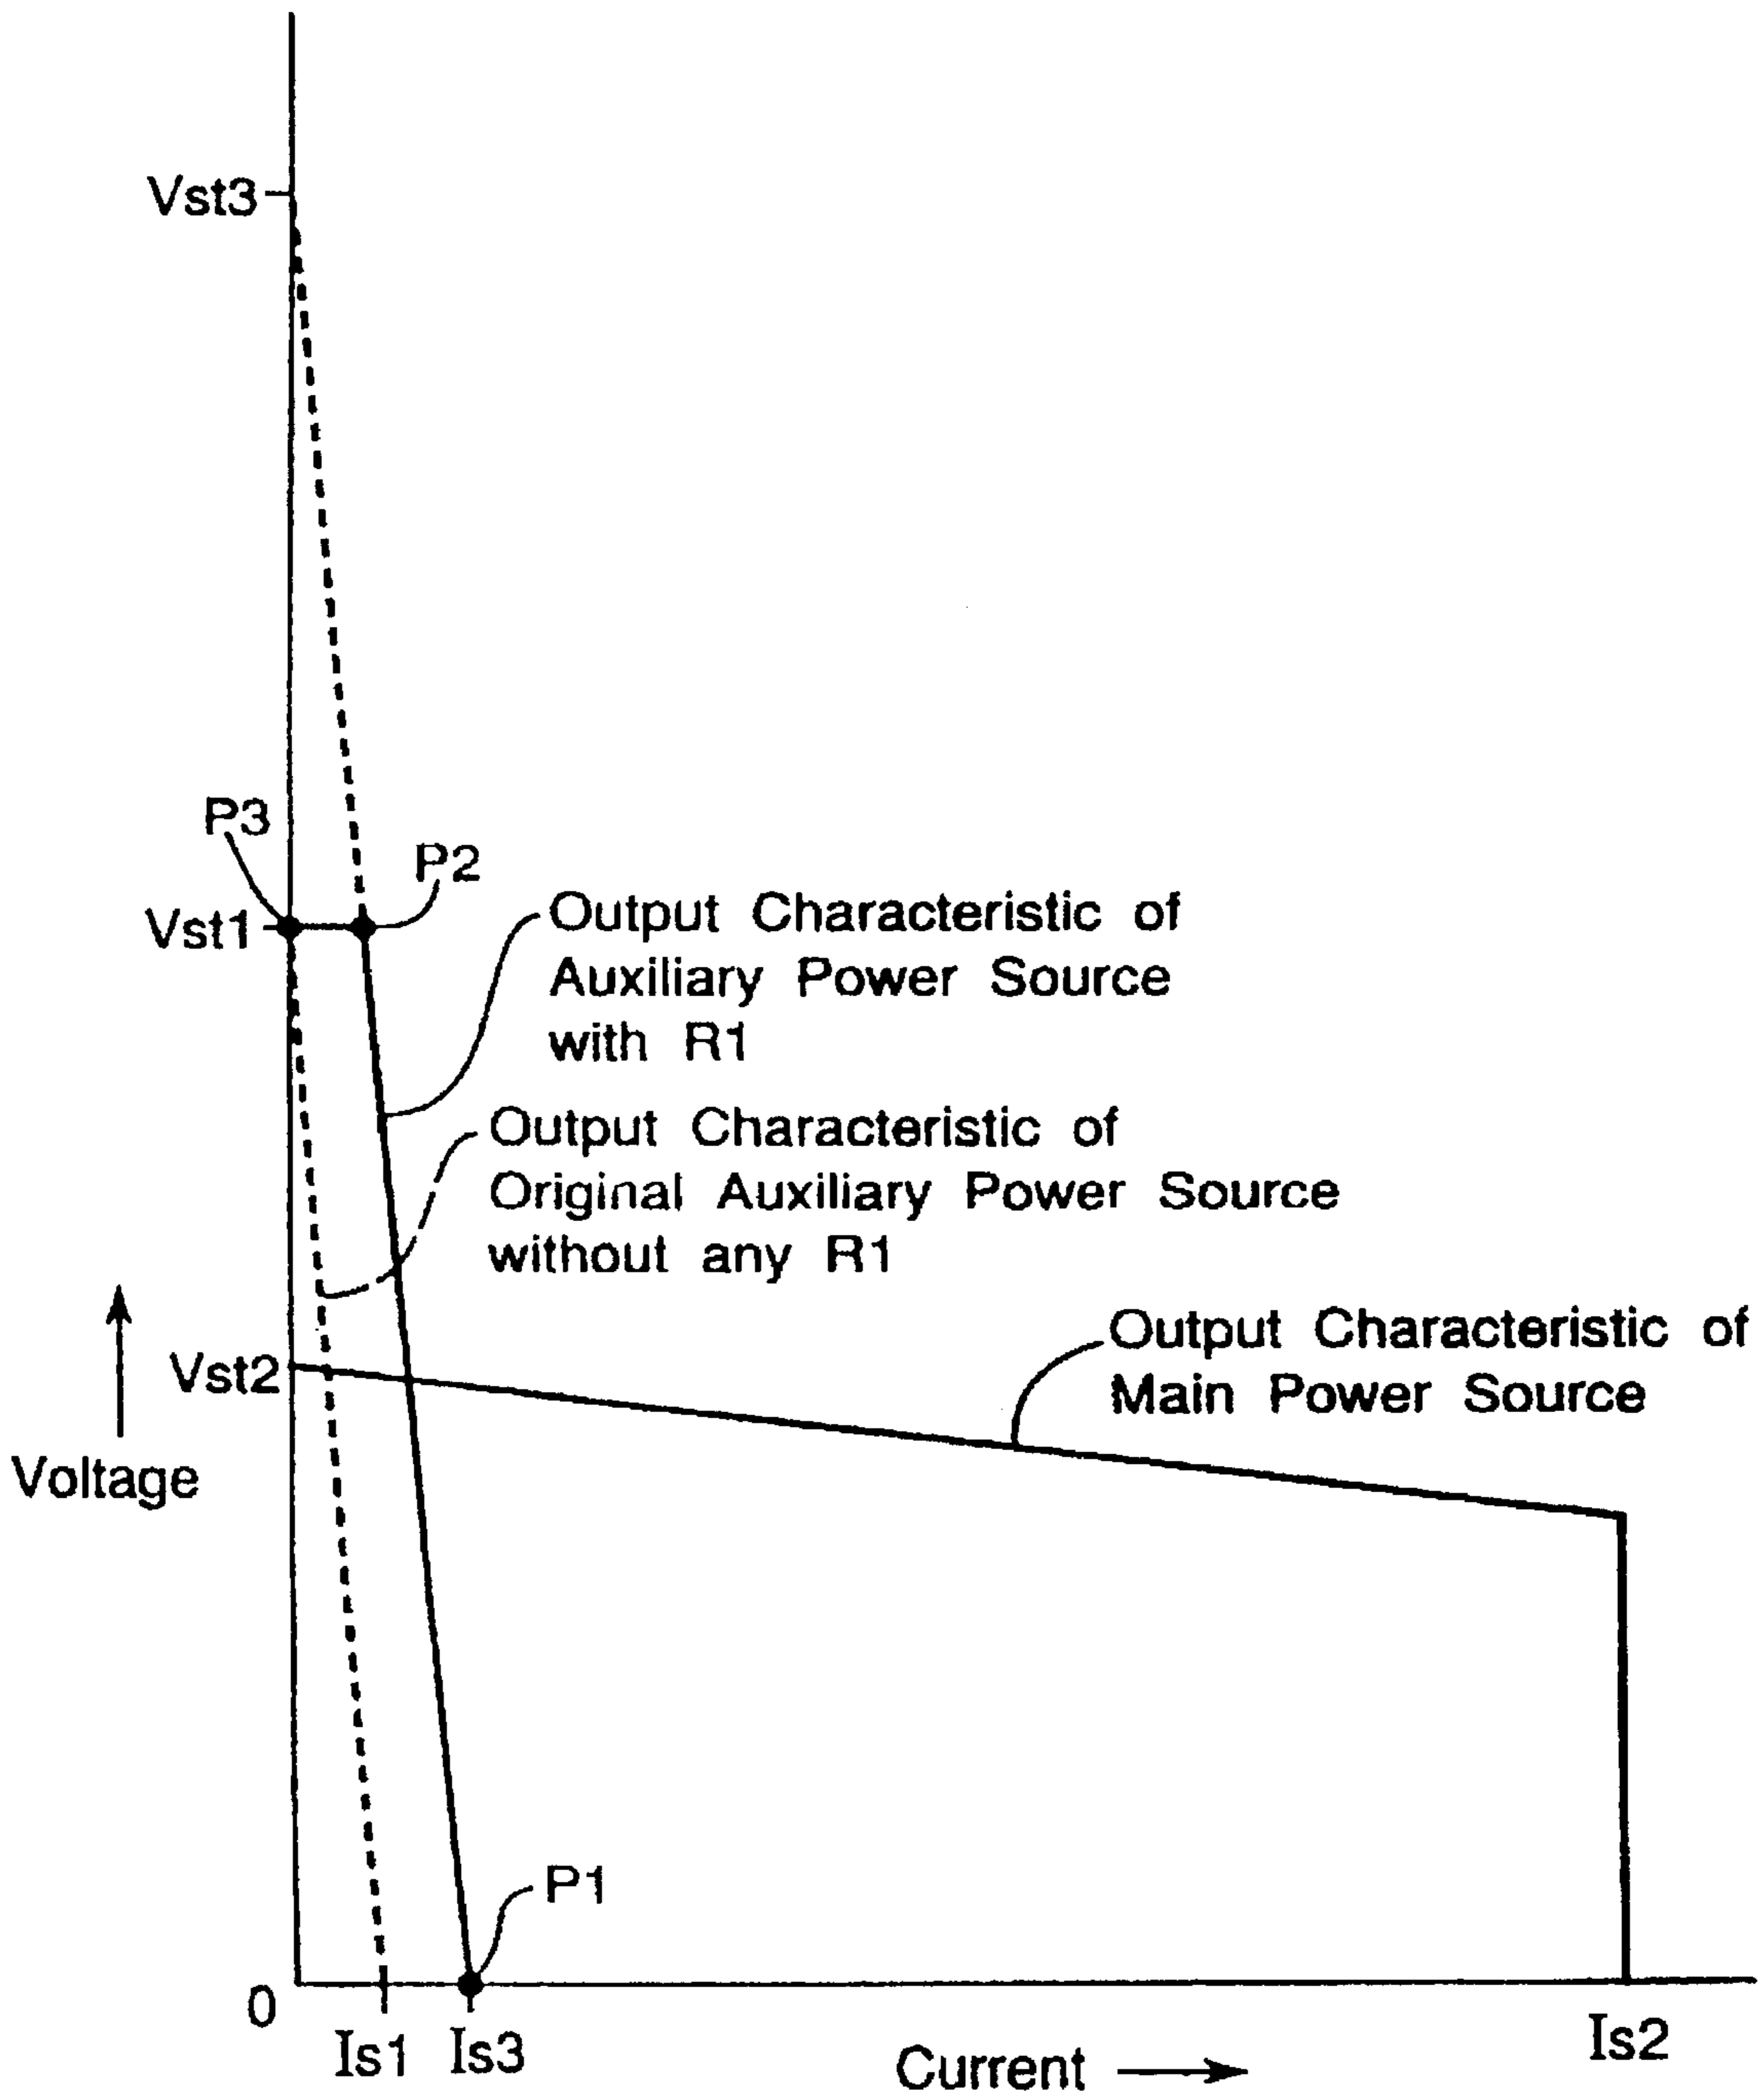 Vst3
P3
P2
Vst1
Output Characteristic of
Auxiliary Power Source
with R1
Output Characteristic of
Original Auxiliary Power Source
without any R1
Output Characteristic of
Main Power Source
Vst2
Voltage
P1
0
Is1
Is3
Is2
Current